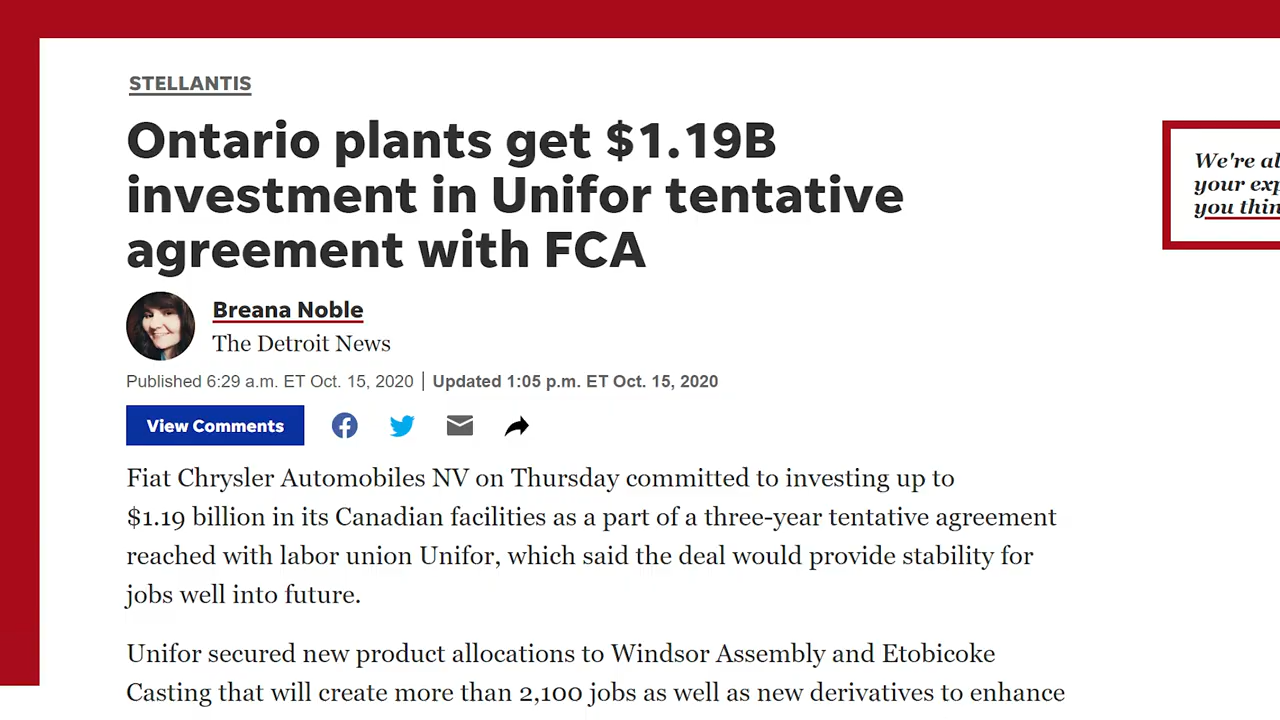 STELLANTIS
Ontario plants get $1.19B
investment in Unifor tentative
agreement with FCA
Breana Noble
The Detroit News
Published 6:29 a.m. ET Oct. 15, 2020 | Updated 1:05 p.m. ET Oct. 15, 2020
View Comments
Fiat Chrysler Automobiles NV on Thursday committed to investing up to
$1.19 billion in its Canadian facilities as a part of a three-year tentative agreement
reached with labor union Unifor, which said the deal would provide stability for
jobs well into future.
Unifor secured new product allocations to Windsor Assembly and Etobicoke
Casting that will create more than 2,100 jobs as well as new derivatives to enhance
We're al
your exp
you thin